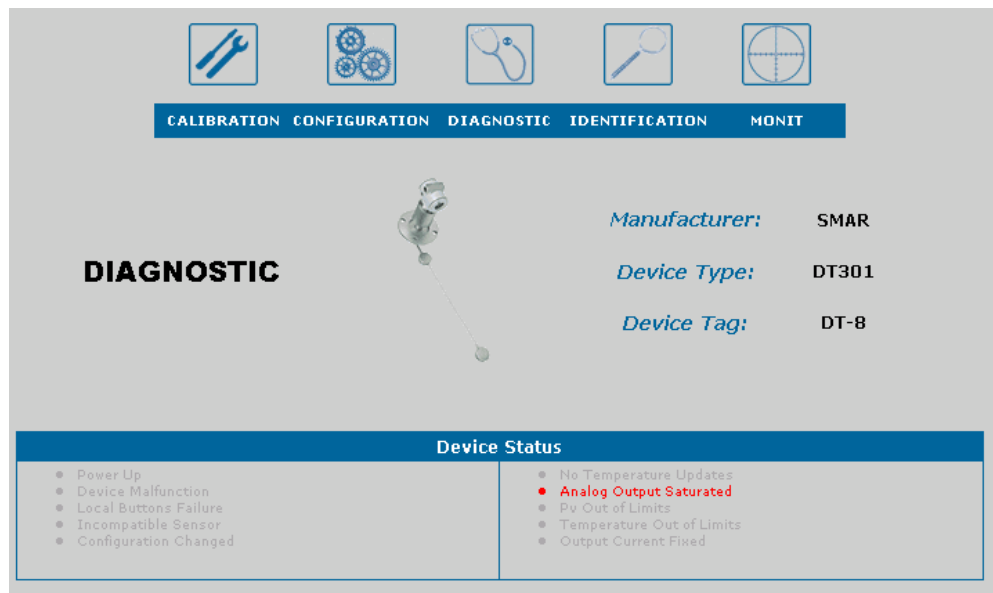 CALIBRATION CONFIGURATION DIAGNOSTIC IDENTIFICATION MONIT
DIAGNOSTIC
Manufacturer: SMAR
Device Type: DT301
Device Tag: DT-8
Device Status
Power Up
Device Malfunction
Local Buttons Failure
Incompatible Sensor
Configuration Changed
No Temperature Updates
Analog Output Saturated
Pv Out of Limits
Temperature Out of Limits
Output Current Fixed